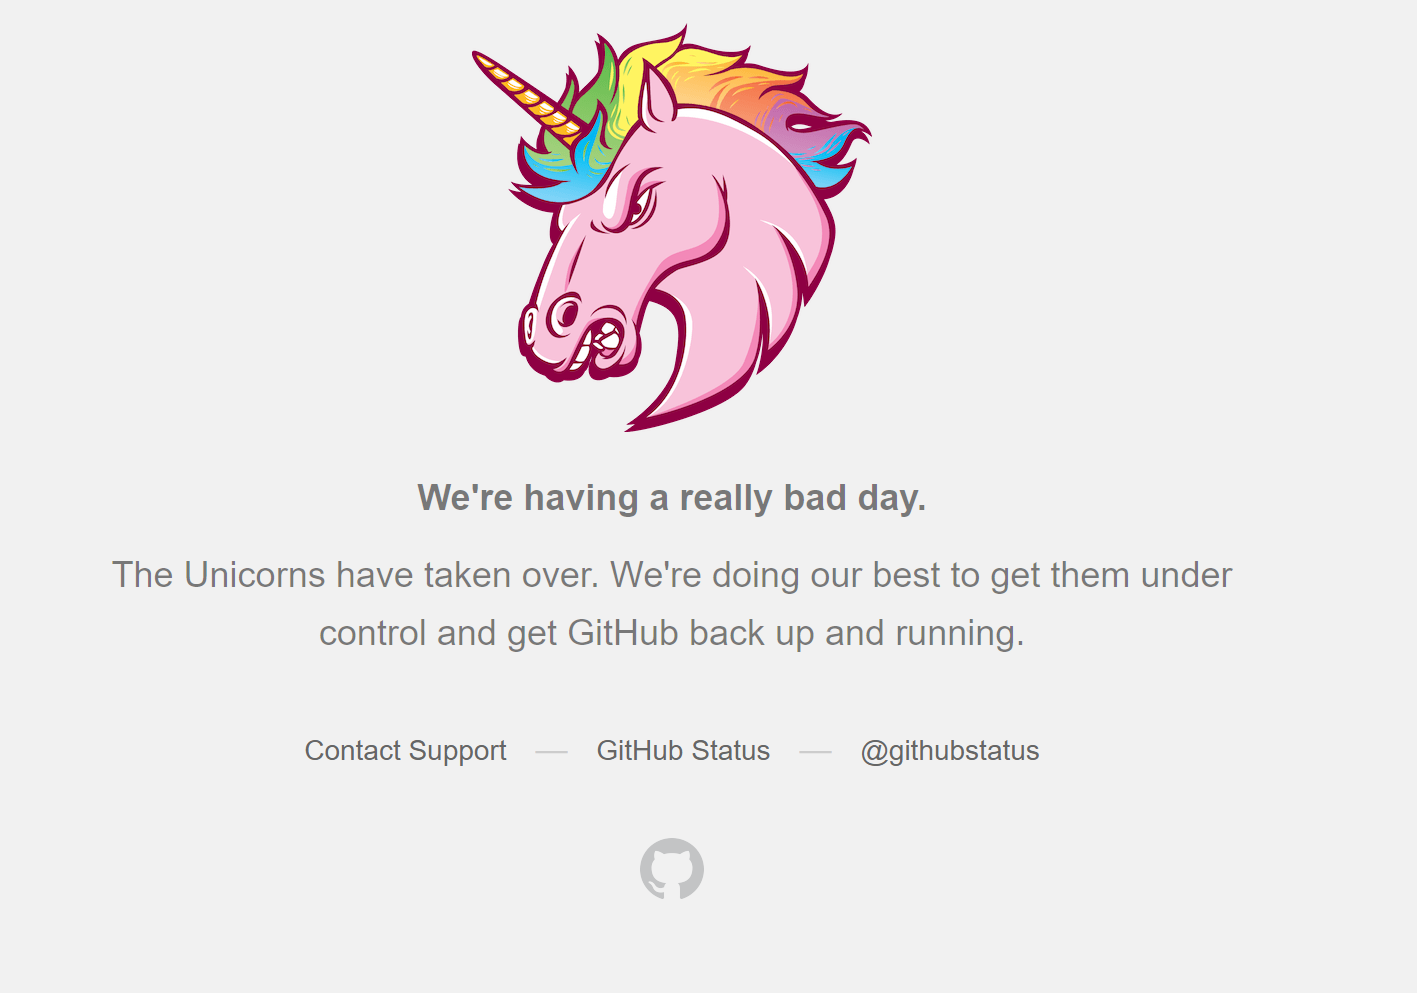 We're having a really bad day.
The Unicorns have taken over. We're doing our best to get them under
control and get GitHub back up and running.
Contact Support — GitHub Status — @githubstatus